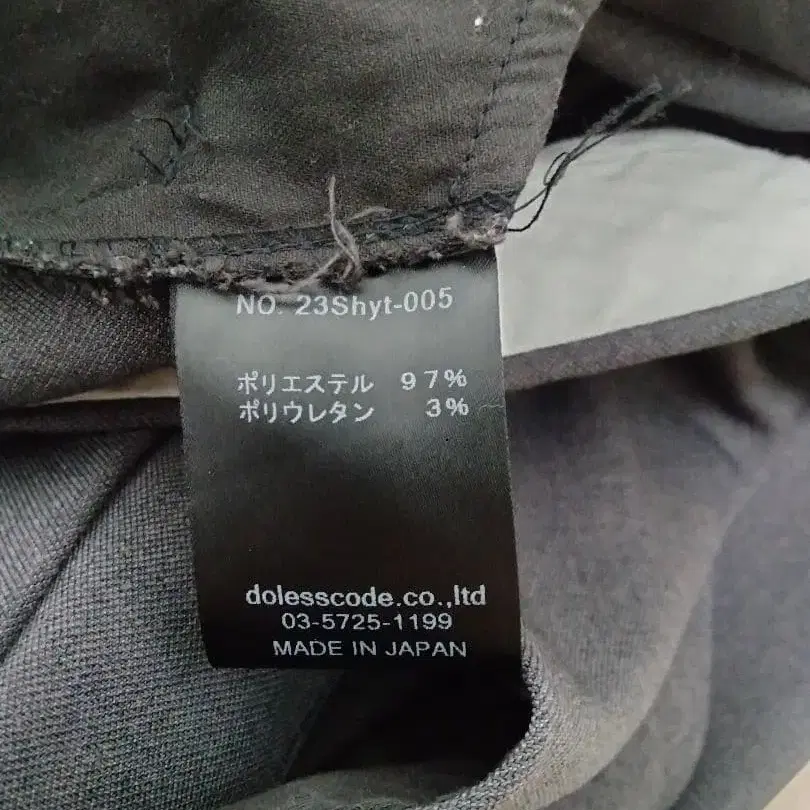 NO. 23Shyt-005
ポリエステル 97%
ポリウレタン 3%
dolesscode.co.,ltd
03-5725-1199
MADE IN JAPAN